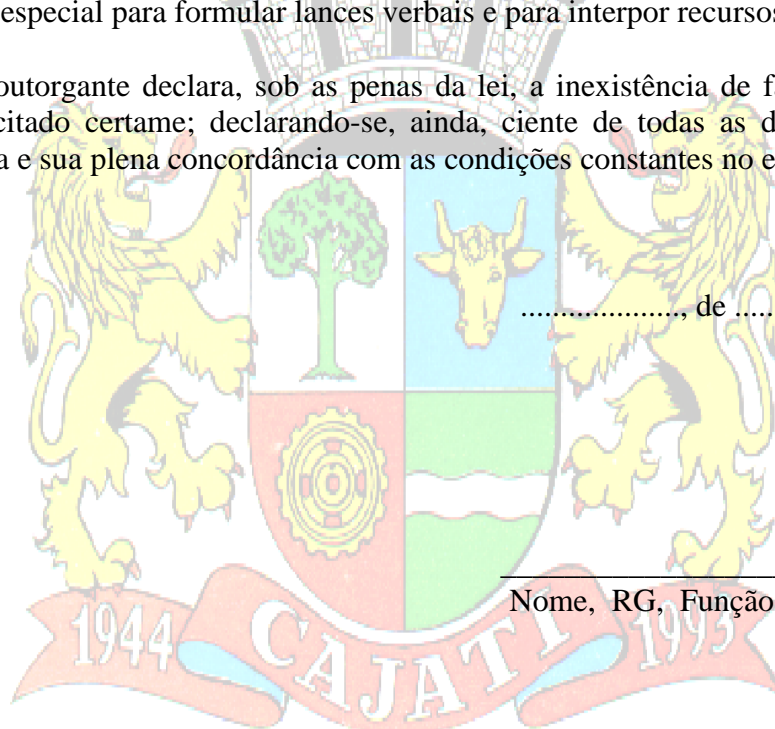 especial para formular lances verbais e para interpor recursos
outorgante declara, sob as penas da lei, a inexistência de f
citado certame; declarando-se, ainda, ciente de todas as d
a e sua plena concordância com as condições constantes no e
..................., de .....
Nome, RG, Função
1944 CAJATI 1993